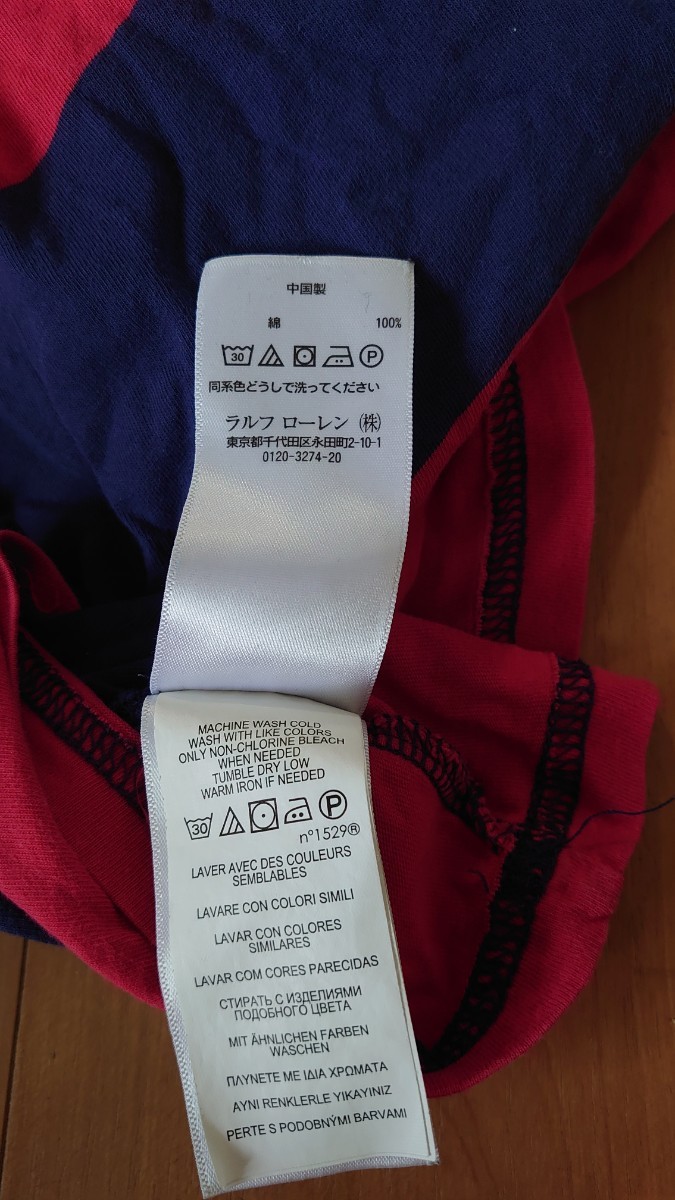 中国製
綿 100%
30 P
同系色どうしで洗ってください
ラルフ ローレン ㈱
東京都千代田区永田町2-10-1
0120-3274-20
MACHINE WASH COLD
WASH WITH LIKE COLORS
ONLY NON-CHLORINE BLEACH
WHEN NEEDED
TUMBLE DRY LOW
WARM IRON IF NEEDED
30 P
n°1529®
LAVER AVEC DES COULEURS
SEMBLABLES
LAVARE CON COLORI SIMILI
LAVAR CON COLORES
SIMILARES
LAVAR COM CORES PARECIDAS
СТИРАТЬ С ИЗДЕЛИЯМИ
ПОДОБНОГО ЦВЕТА
MIT ÄHNLICHEN FARBEN
WASCHEN
ΠΛΥΝΕΤΕ ΜΕ ΙΔΙΑ ΧΡΩΜΑΤΑ
AYNI RENKLERLE YIKAYINIZ
PERTE S PODOBNÝMI BARVAMI